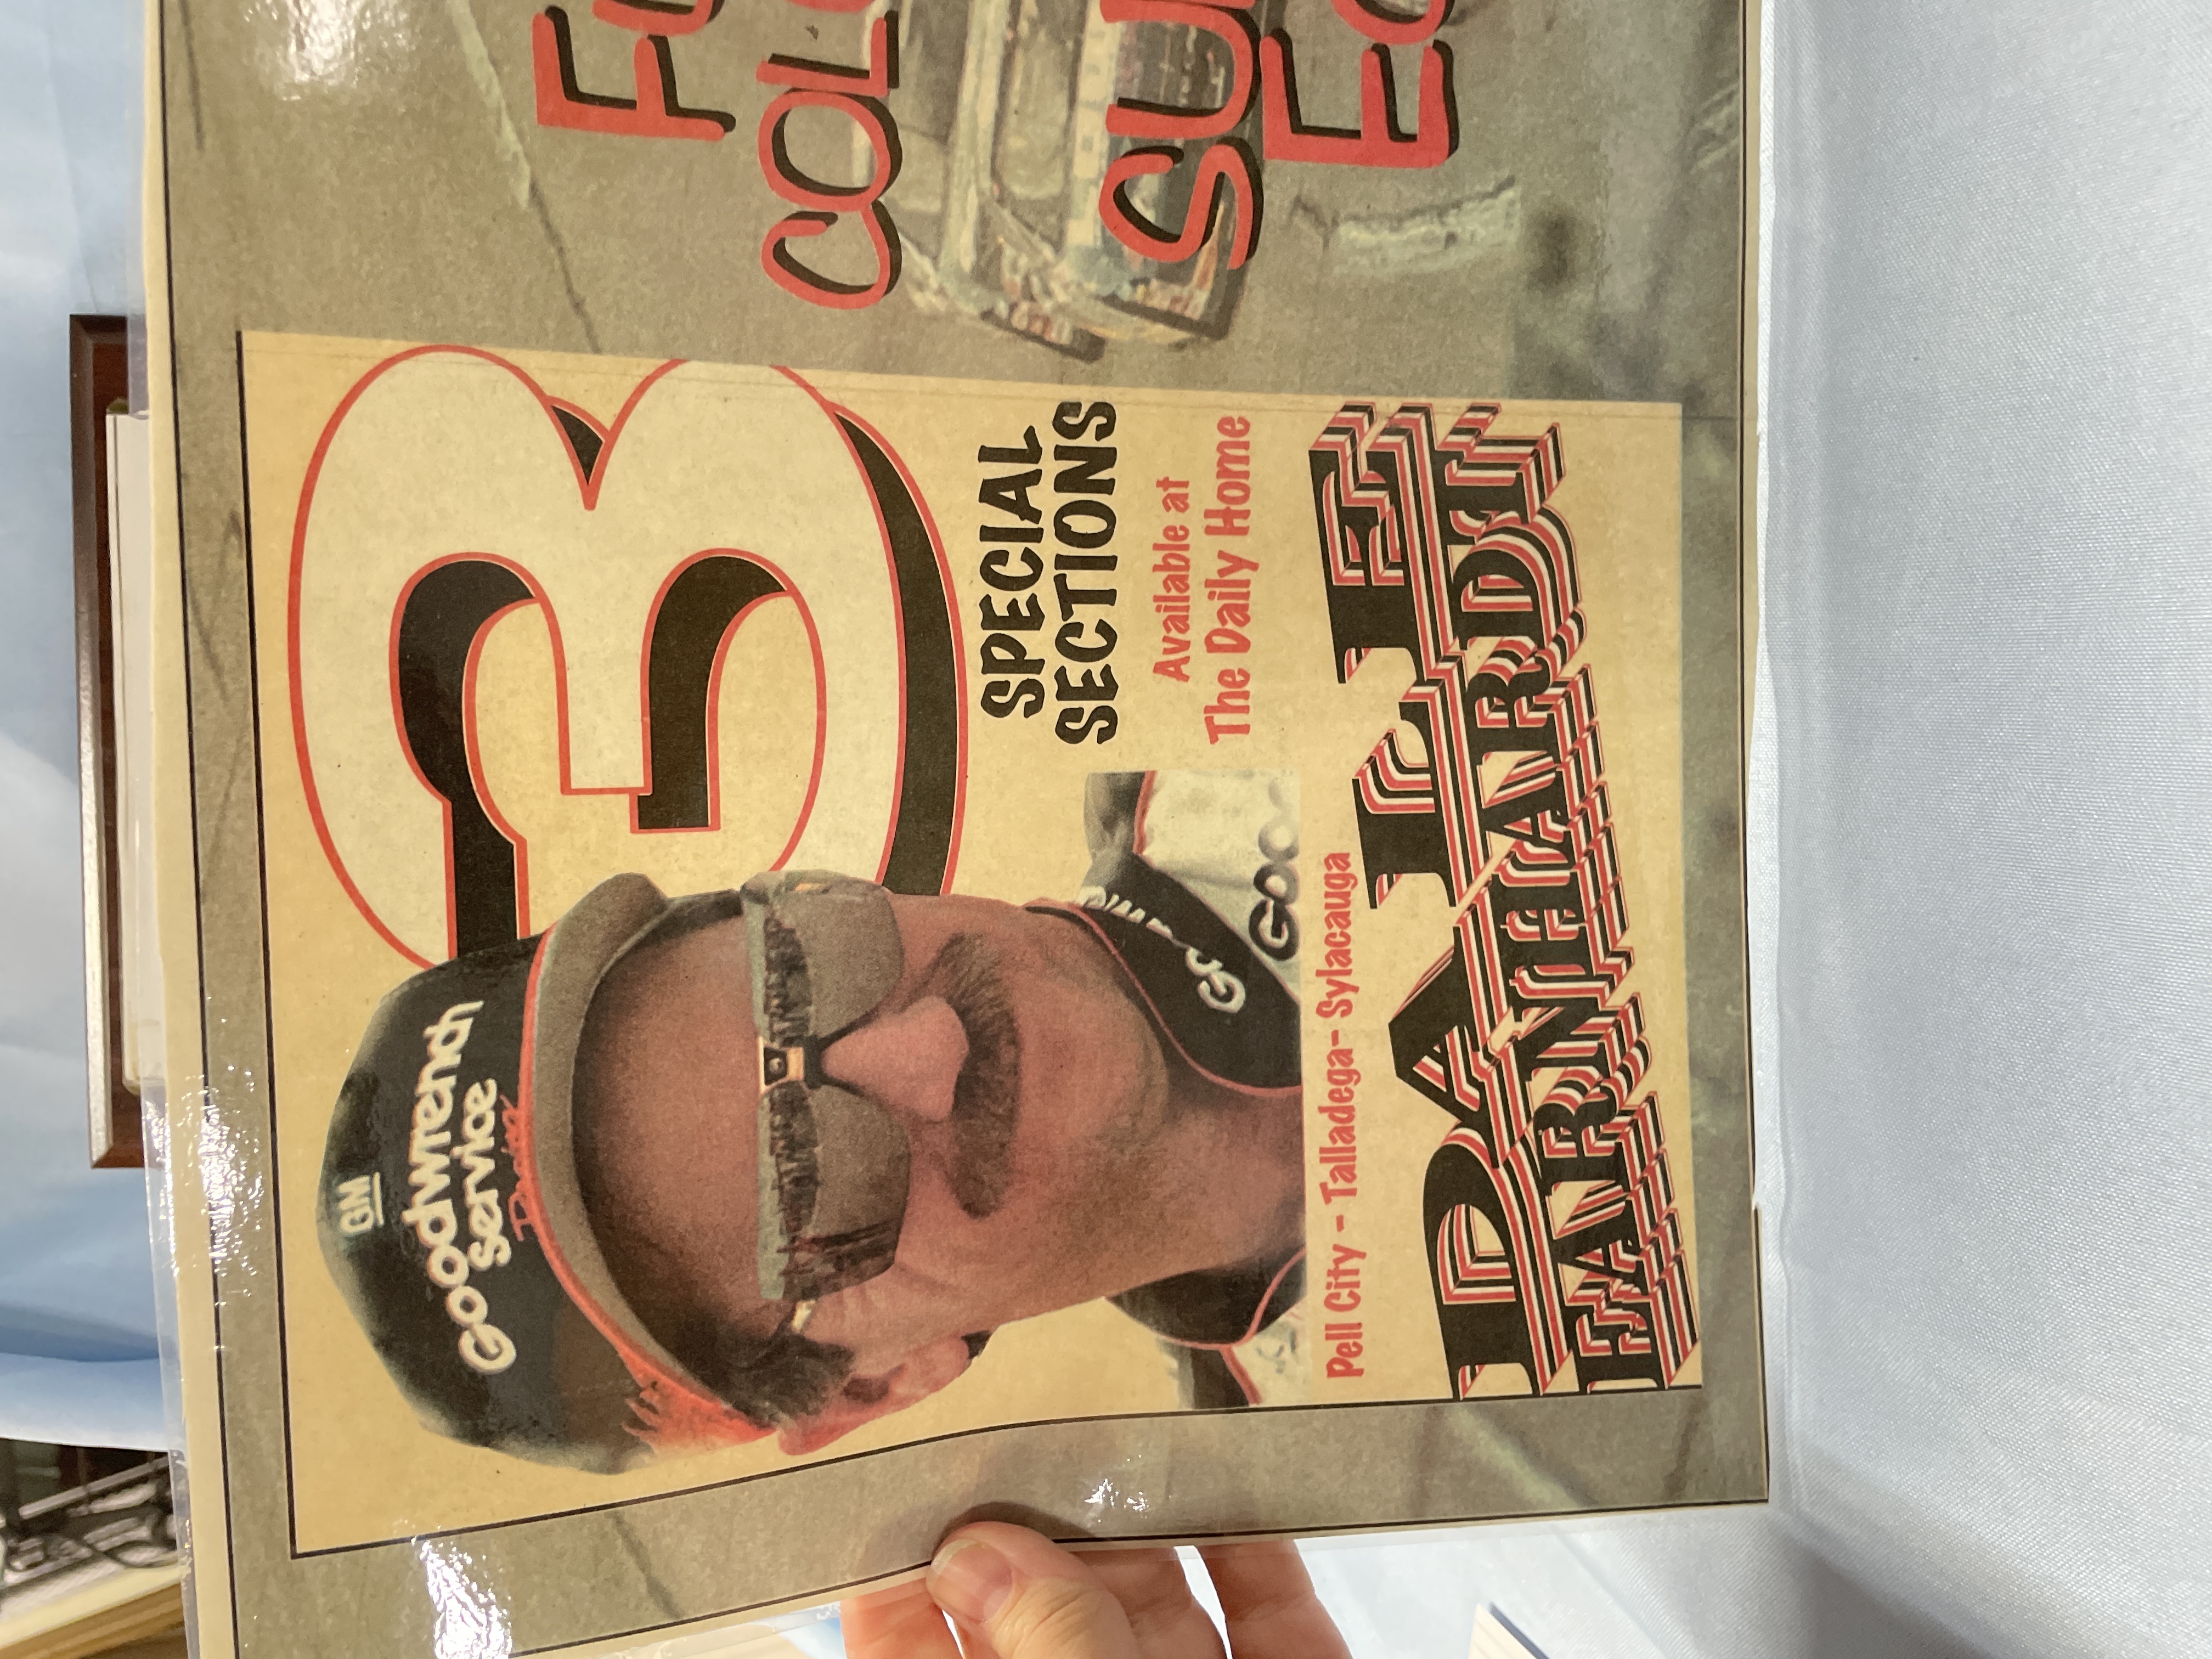 3
GM
Goodwrench
Service
SPECIAL
SECTIONS
Available at
The Daily Home
Pell City - Talladega- Sylacauga
DALE
EARNHARDT